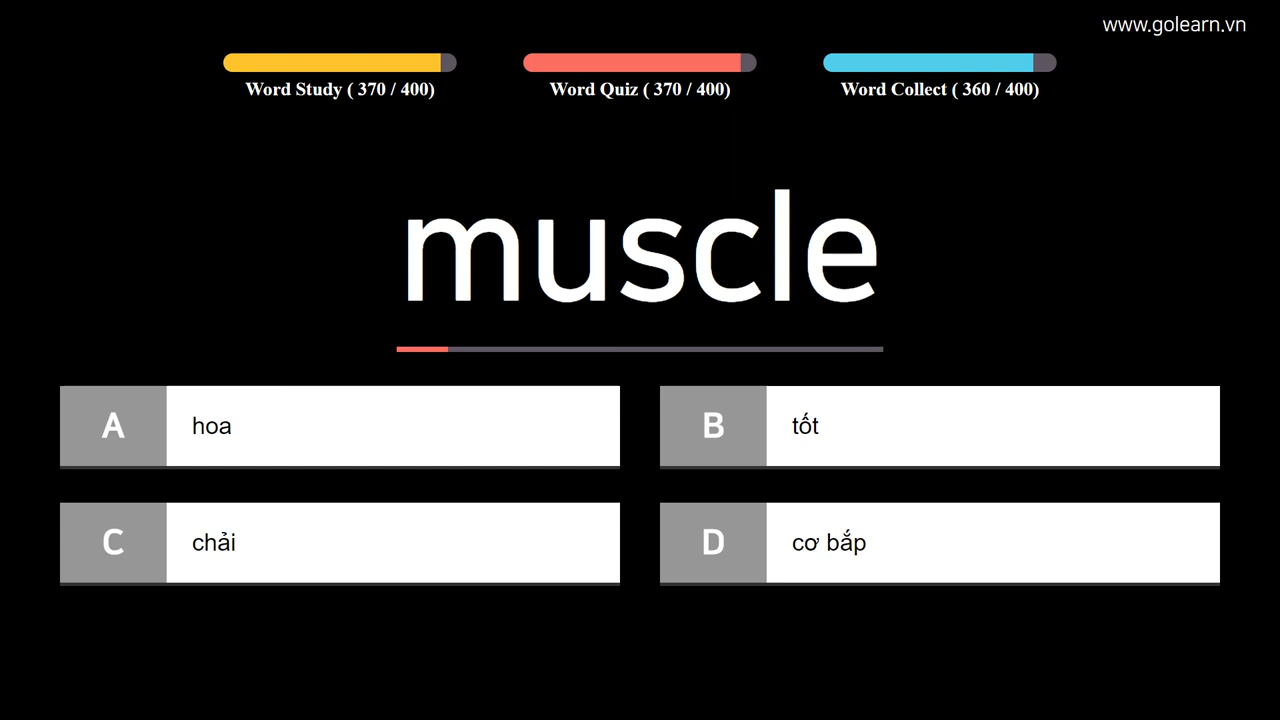 www.golearn.vn
Word Study ( 370 / 400)
Word Quiz ( 370 / 400)
Word Collect ( 360 / 400)
muscle
A hoa
B tốt
C chải
D cơ bắp